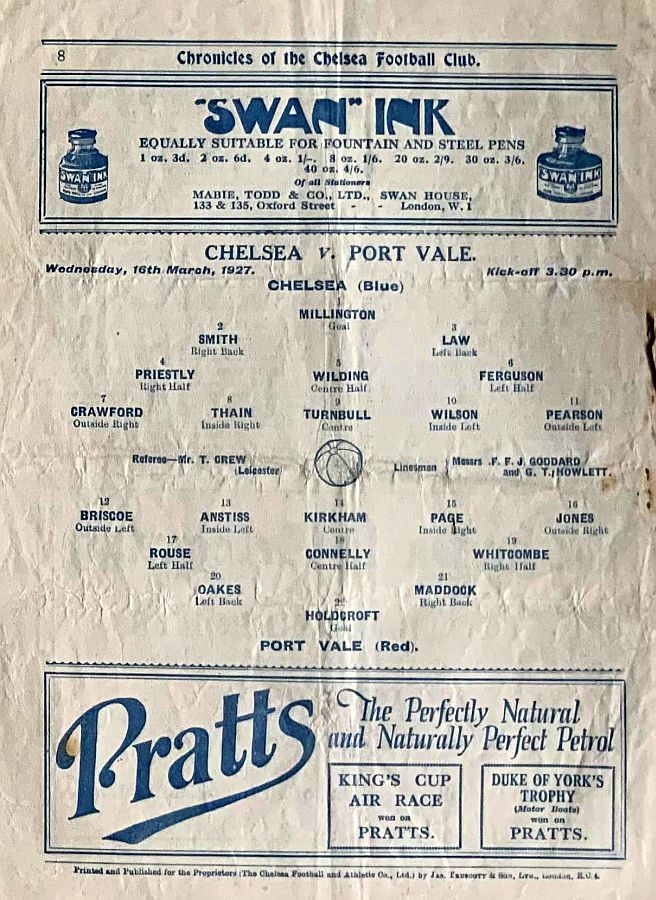 8
Chronicles of the Chelsea Football Club.
"SWAN" INK
EQUALLY SUITABLE FOR FOUNTAIN AND STEEL PENS
1 oz. 3d. 2 oz. 6d. 4 oz. 1/-. 8 oz. 1/6. 20 oz. 2/9. 30 oz. 3/6.
40 oz. 4/6.
Of all Stationers
MABIE, TODD & CO., LTD., SWAN HOUSE,
133 & 135, Oxford Street - - London, W.1
SWAN INK
SWAN INK
CHELSEA v. PORT VALE.
Wednesday, 16th March, 1927. Kick-off 3.30 p.m.
CHELSEA (Blue)
1
MILLINGTON
Goal
2 3
SMITH LAW
Right Back Left Back
4 5 6
PRIESTLY WILDING FERGUSON
Right Half Centre Half Left Half
7 8 9 10 11
CRAWFORD THAIN TURNBULL WILSON PEARSON
Outside Right Inside Right Centre Inside Left Outside Left
Referee—Mr. T. CREW Linesmen Messrs .F. F. J. GODDARD
(Leicester) and G. T. HOWLETT.
12 13 14 15 16
BRISCOE ANSTISS KIRKHAM PAGE JONES
Outside Left Inside Left Centre Inside Right Outside Right
17 18 19
ROUSE CONNELLY WHITCOMBE
Left Half Centre Half Right Half
20 21
OAKES MADDOCK
Left Back Right Back
22
HOLDCROFT
Goal
PORT VALE (Red).
Pratts
The Perfectly Natural
and Naturally Perfect Petrol
KING'S CUP
AIR RACE
won on
PRATTS.
DUKE OF YORK'S
TROPHY
(Motor Boats)
won on
PRATTS.
Printed and Published for the Proprietors (The Chelsea Football and Athletic Co., Ltd.) by Jas. Truscott & Son, Ltd., London, E.C.4.